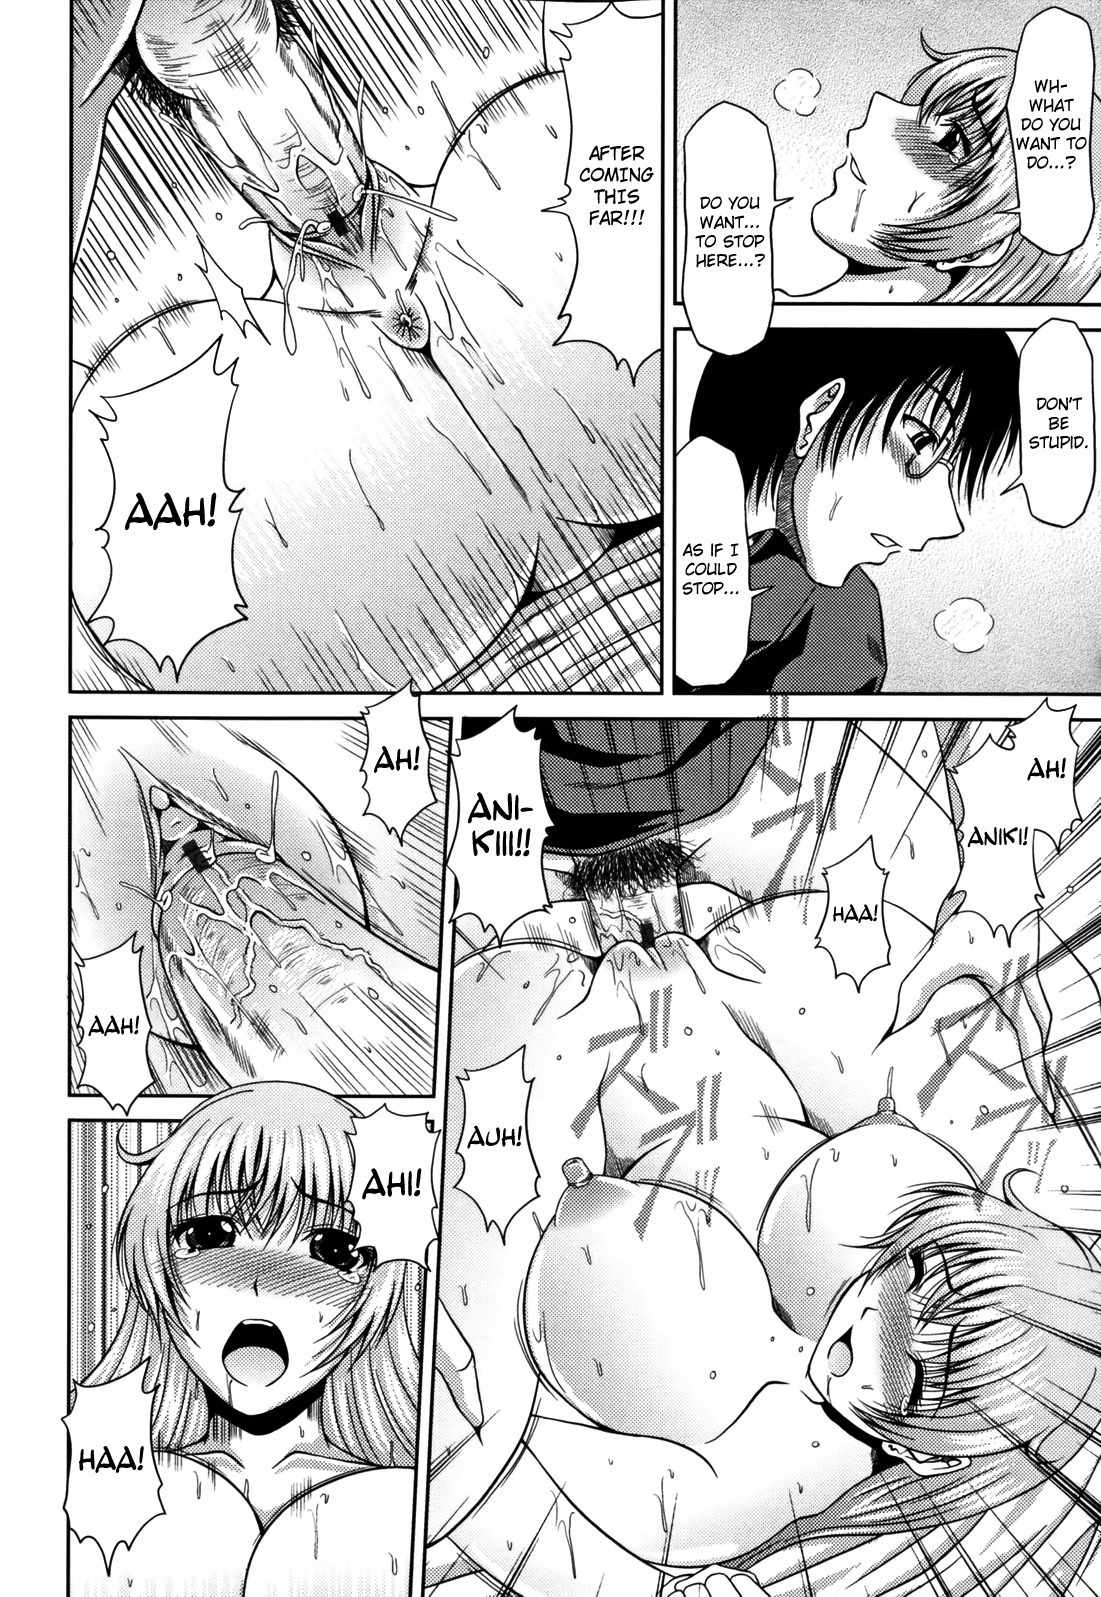 WH-
WHAT
DO YOU
WANT TO
DO...?
DO YOU
WANT...
TO STOP
HERE...?
DON'T
BE
STUPID.
AS IF I
COULD
STOP...
AFTER
COMING
THIS
FAR!!!
AAH!
AH!
ANIKI!
HAA!
ANI-
KIII!!
AUH!
AH!
AAH!
AHI!
HAA!